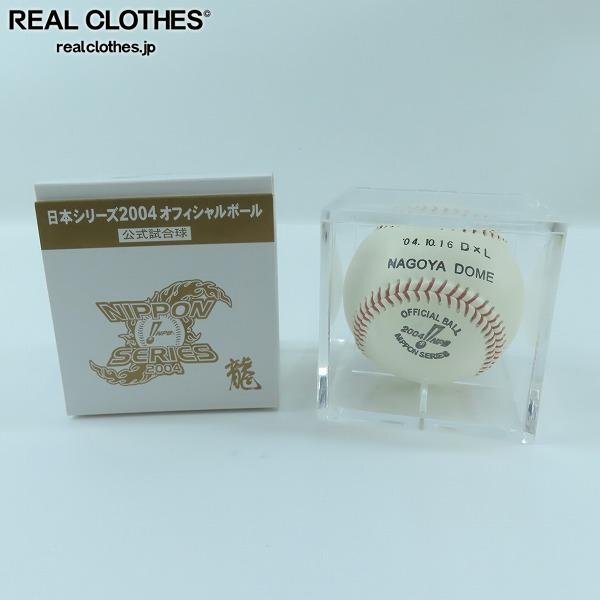 REAL CLOTHES©
realclothes.jp
日本シリーズ2004オフィシャルボール
公式試合球
NIPPON
NPB
SERIES
2004
龍
'04.10.16 D×L
NAGOYA DOME
OFFICIAL BALL
2004 NPB
NIPPON SERIES